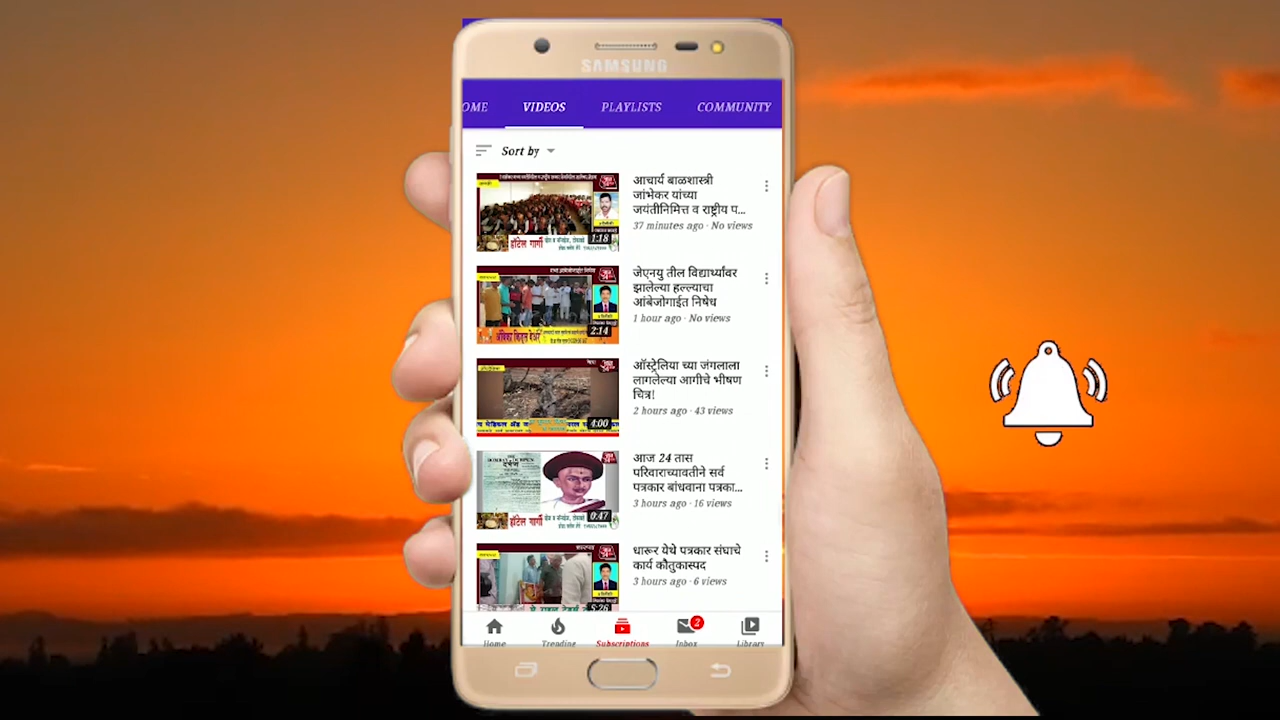 SAMSUNG
OME VIDEOS PLAYLISTS COMMUNITY
Sort by
आचार्य बाळशास्त्री
जांभेकर यांच्या
जयंतीनिमित्त व राष्ट्रीय प...
37 minutes ago · No views
1:18
हॉटेल गार्गी
जेएनयु तील विद्यार्थ्यांवर
झालेल्या हल्ल्याचा
आंबेजोगाईत निषेध
1 hour ago · No views
2:14
ऑस्ट्रेलिया च्या जंगलाला
लागलेल्या आगीचे भीषण
चित्र!
2 hours ago · 43 views
4:00
आज 24 तास
परिवाराच्यावतीने सर्व
पत्रकार बांधवाना पत्रका...
3 hours ago · 16 views
0:47
हॉटेल गार्गी
धारूर येथे पत्रकार संघाचे
कार्य कौतुकास्पद
3 hours ago · 6 views
5:26
2
Home Trending Subscriptions Inbox Library